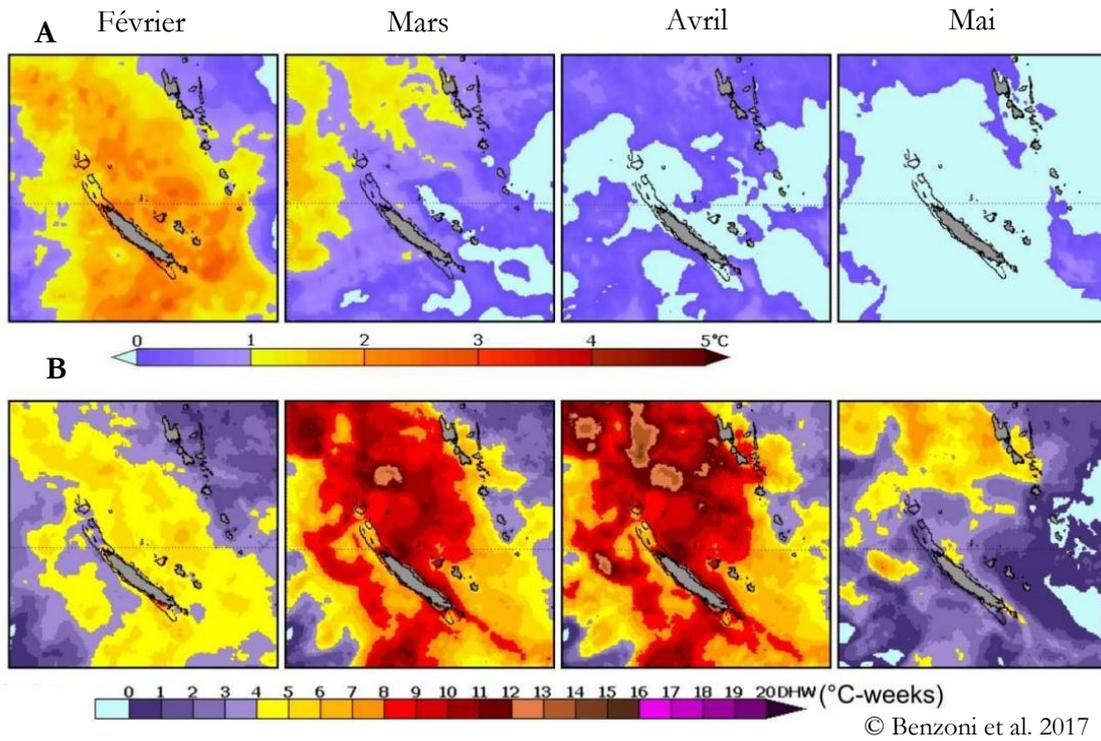 A Février Mars Avril Mai
0 1 2 3 4 5°C
B
0 1 2 3 4 5 6 7 8 9 10 11 12 13 14 15 16 17 18 19 20 DHW (°C-weeks)
© Benzoni et al. 2017